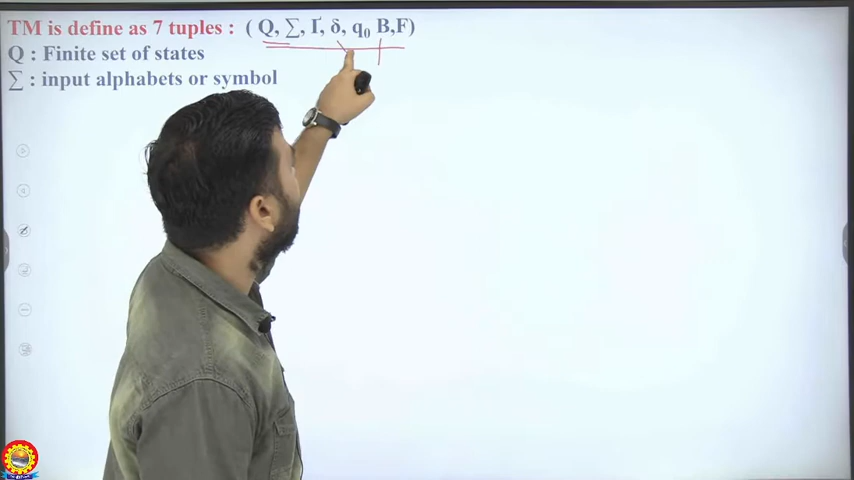 TM is define as 7 tuples : ( Q, ∑, Γ, δ, q₀ B,F)
Q : Finite set of states
∑ : input alphabets or symbol